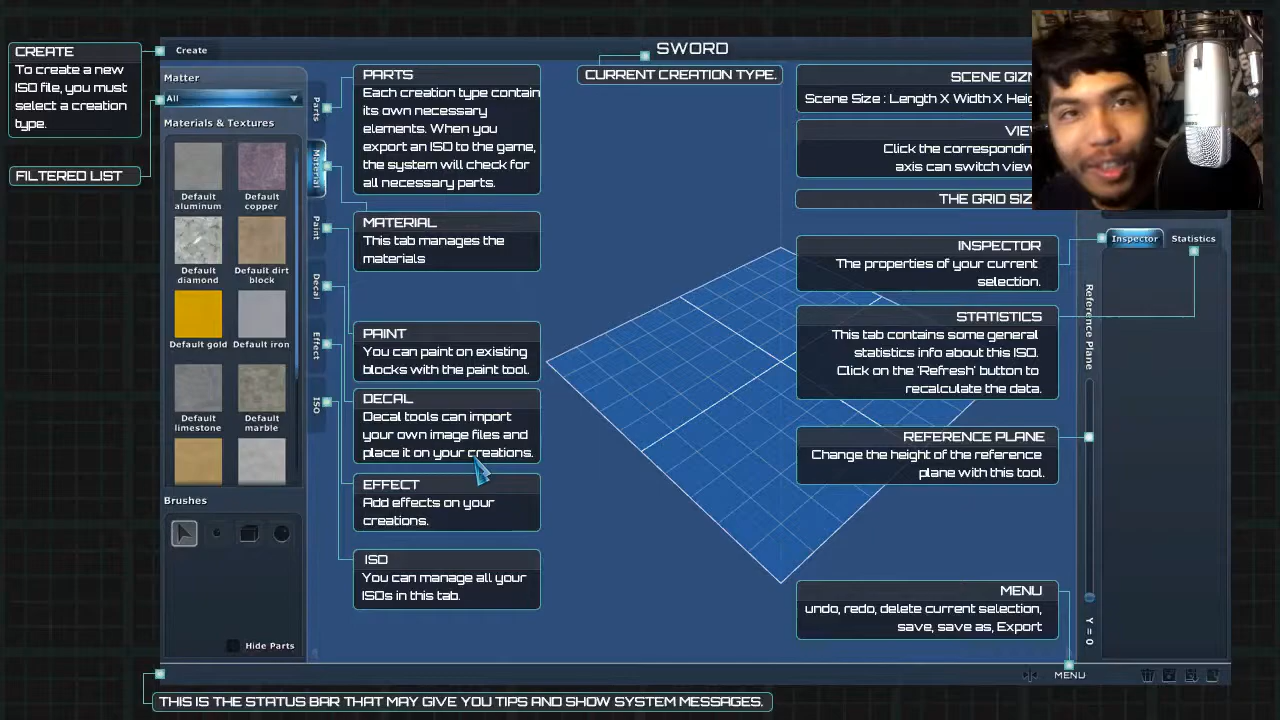 CREATE
To create a new
ISO file, you must
select a creation
type.
FILTERED LIST
Create
Matter
All
Materials & Textures
Default
aluminum
Default
copper
Default
diamond
Default dirt
block
Default gold
Default iron
Default
limestone
Default
marble
Brushes
Hide Parts
Parts
Material
Paint
Decal
Effect
ISO
PARTS
Each creation type contain
its own necessary
elements. When you
export an ISO to the game,
the system will check for
all necessary parts.
MATERIAL
This tab manages the
materials
PAINT
You can paint on existing
blocks with the paint tool.
DECAL
Decal tools can import
your own image files and
place it on your creations.
EFFECT
Add effects on your
creations.
ISO
You can manage all your
ISOs in this tab.
SWORD
CURRENT CREATION TYPE.
SCENE
Scene Size : Length X Width X
Click the
axis can switch
THE GRID
INSPECTOR
The properties of your current
selection.
STATISTICS
This tab contains some general
statistics info about this ISO.
Click on the 'Refresh' button to
recalculate the data.
REFERENCE PLANE
Change the height of the reference
plane with this tool.
MENU
undo, redo, delete current selection,
save, save as, Export
Inspector
Statistics
Reference Plane
Y = 0
MENU
THIS IS THE STATUS BAR THAT MAY GIVE YOU TIPS AND SHOW SYSTEM MESSAGES.